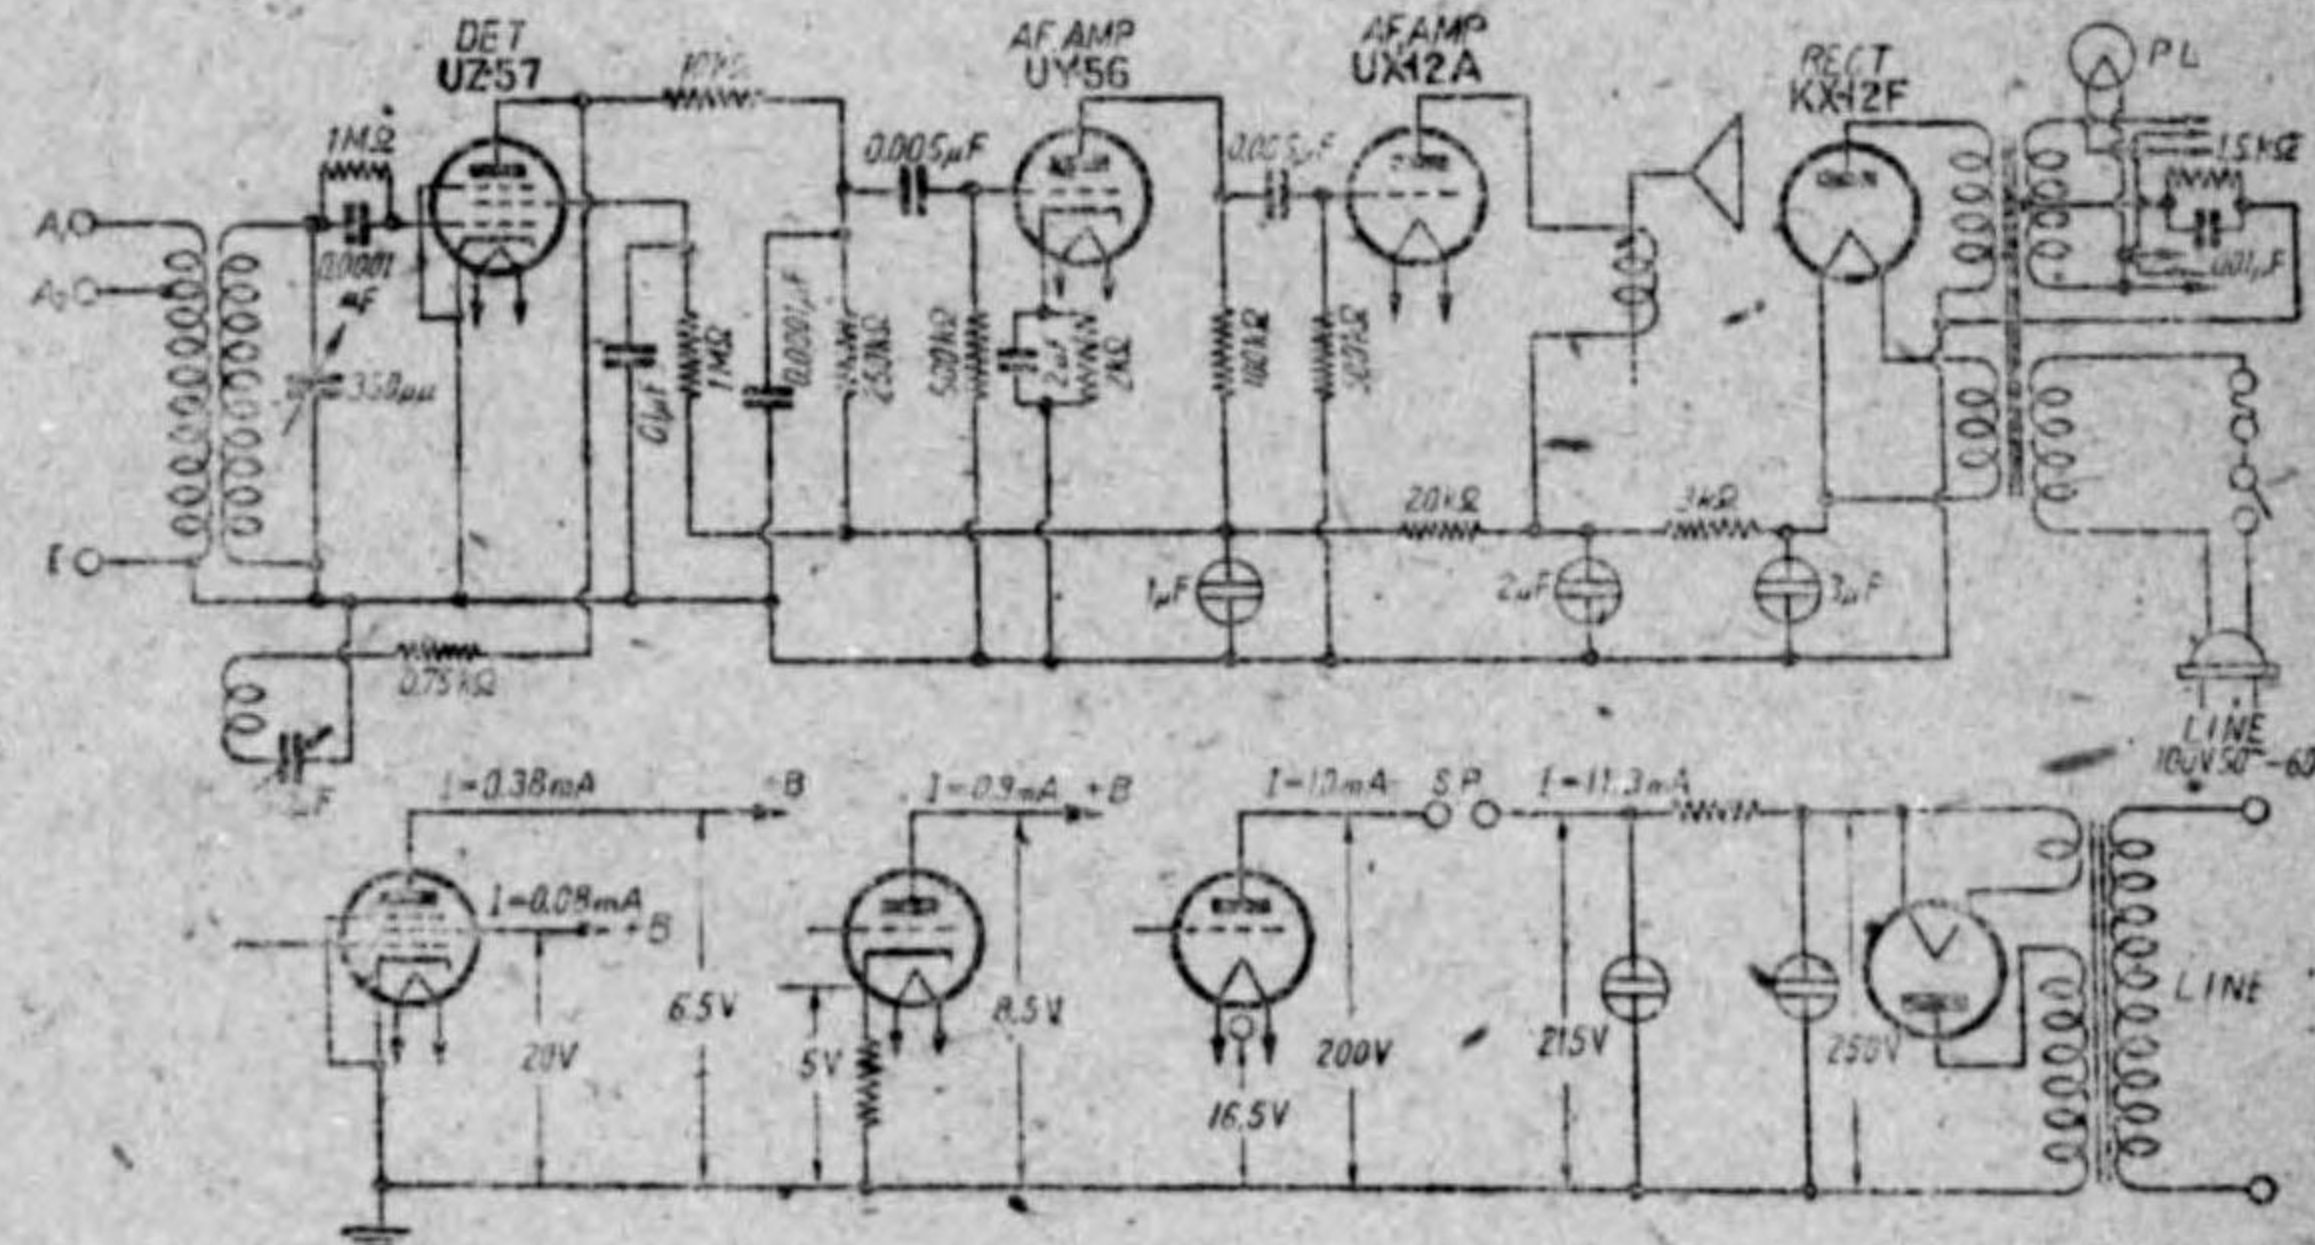 DET
UZ-57
AF. AMP
UY-56
AF. AMP
UX-12A
RECT
KX-12F
PL
1MΩ
0.005μF
0.005μF
1.5kΩ
A₁
A₂
0.0001
μF
.001μF
350μμ
0.1μF
1MΩ
0.0001μF
250kΩ
500kΩ
2μF
2kΩ
100kΩ
500kΩ
20kΩ
3kΩ
E
1μF
2μF
3μF
0.75kΩ
LINE
100V 50~-60
I=0.38mA
+B
I=0.9mA
+B
I=10mA
SP
I=11.3mA
I=0.08mA
+B
20V
6.5V
5V
8.5V
16.5V
200V
215V
250V
LINE